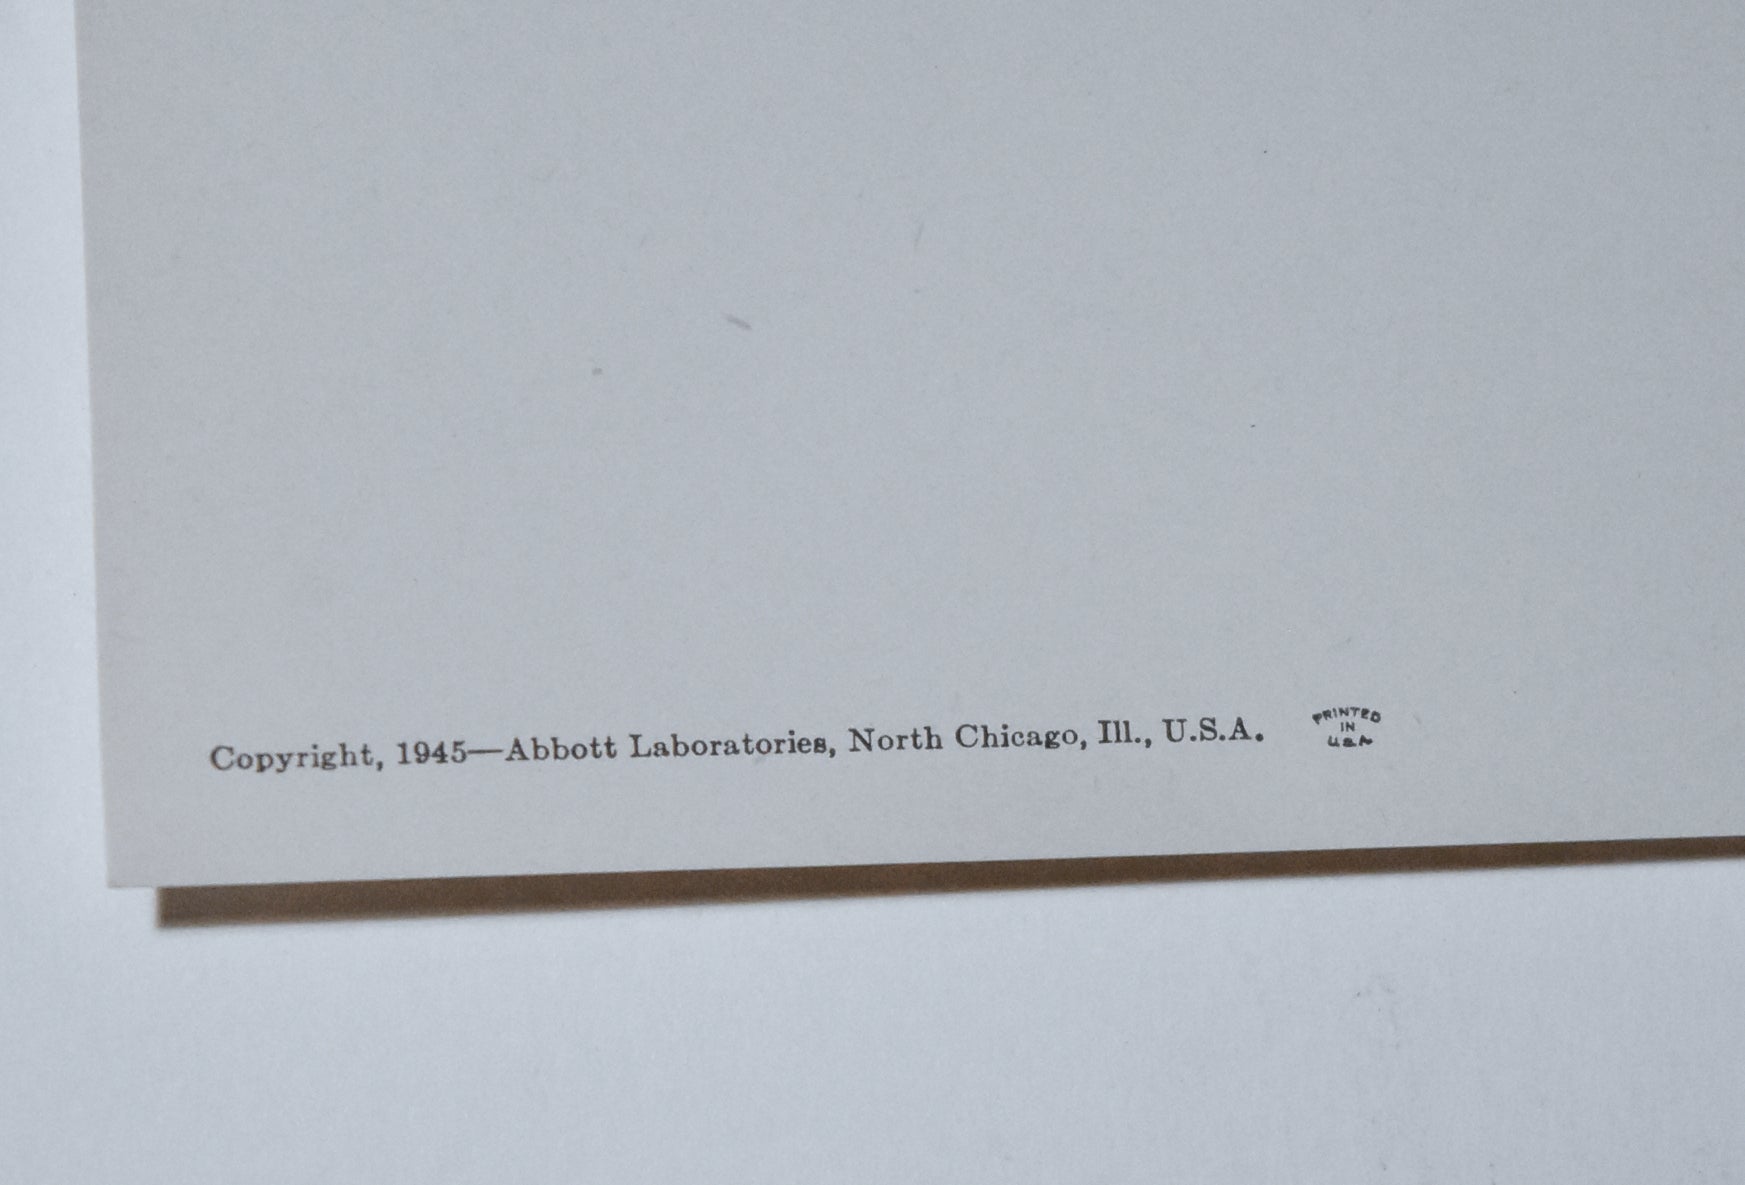 Copyright, 1945—Abbott Laboratories, North Chicago, Ill., U.S.A.
PRINTED
IN
U.S.A.